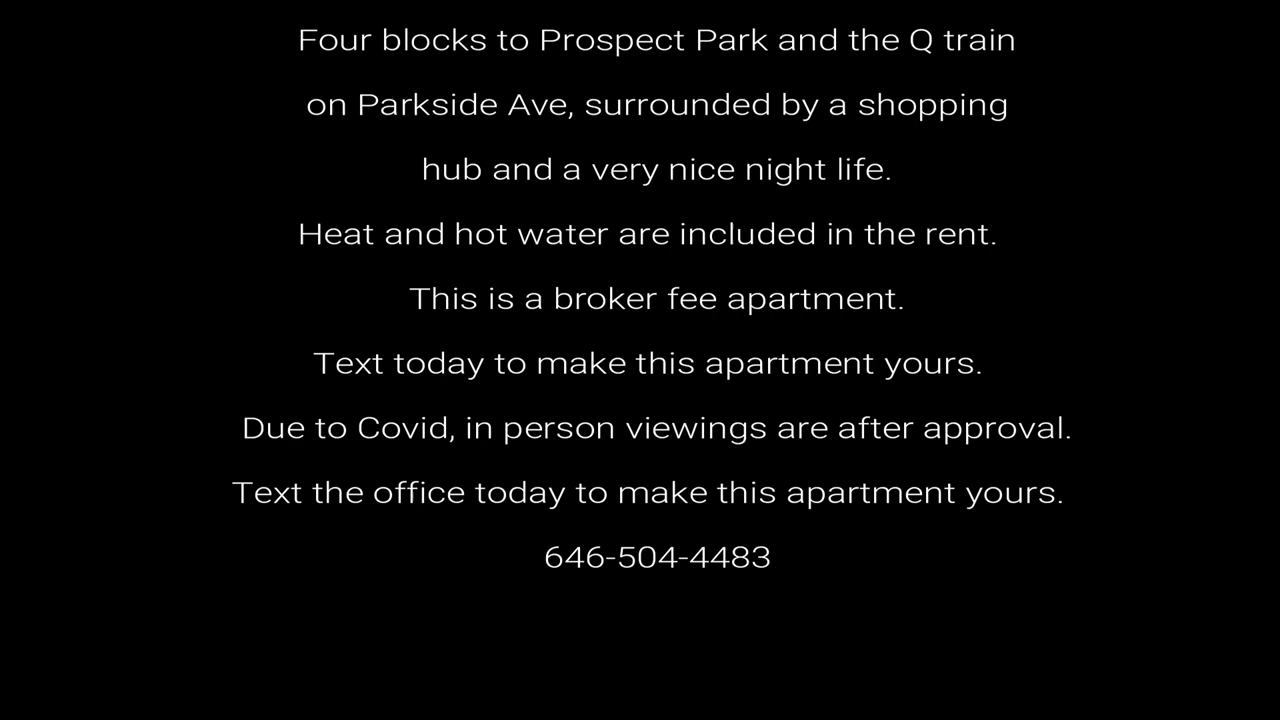 Four blocks to Prospect Park and the Q train
on Parkside Ave, surrounded by a shopping
hub and a very nice night life.
Heat and hot water are included in the rent.
This is a broker fee apartment.
Text today to make this apartment yours.
Due to Covid, in person viewings are after approval.
Text the office today to make this apartment yours.
646-504-4483